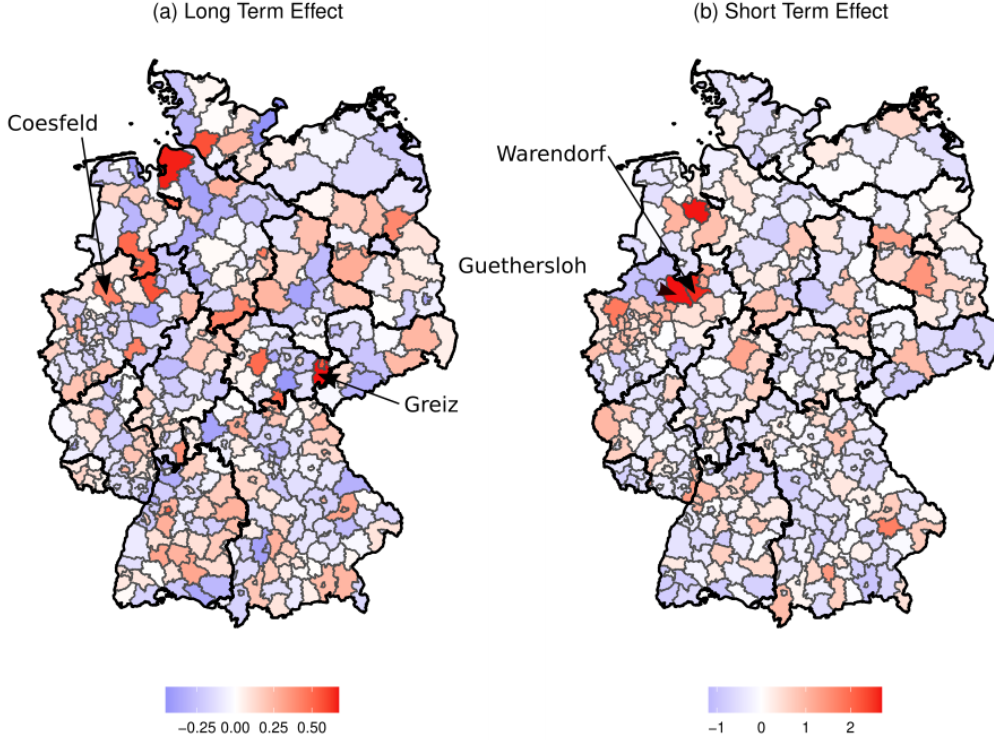 (a) Long Term Effect
(b) Short Term Effect
Coesfeld
Warendorf
Guethersloh
Greiz
−0.25 0.00 0.25 0.50
−1 0 1 2